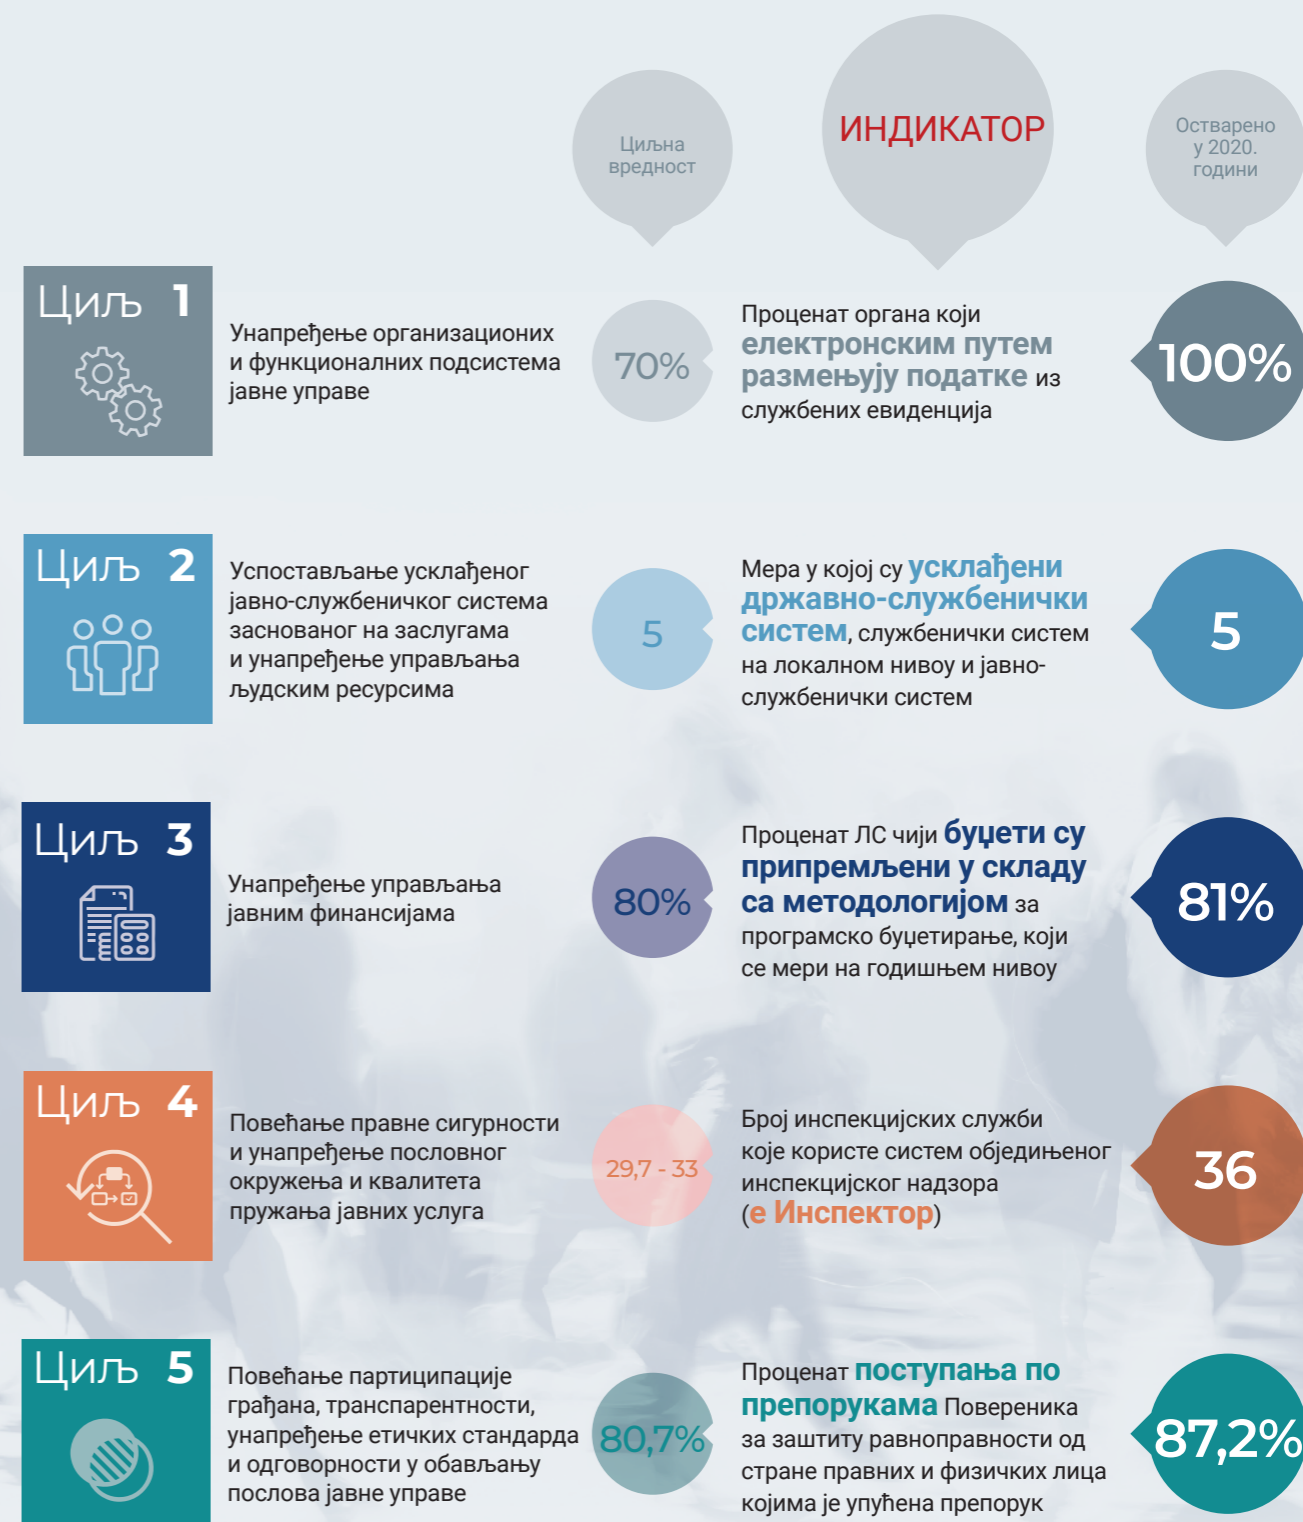 Циљна
вредност
ИНДИКАТОР
Остварено
у 2020.
години
Циљ 1
Унапређење организационих
и функционалних подсистема
јавне управе
70%
Проценат органа који
електронским путем
размењују податке из
службених евиденција
100%
Циљ 2
Успостављање усклађеног
јавно-службеничког система
заснованог на заслугама
и унапређење управљања
људским ресурсима
5
Мера у којој су усклађени
државно-службенички
систем, службенички систем
на локалном нивоу и јавно-
службенички систем
5
Циљ 3
Унапређење управљања
јавним финансијама
80%
Проценат ЛС чији буџети су
припремљени у складу
са методологијом за
програмско буџетирање, који
се мери на годишњем нивоу
81%
Циљ 4
Повећање правне сигурности
и унапређење пословног
окружења и квалитета
пружања јавних услуга
29,7 - 33
Број инспекцијских служби
које користе систем обједињеног
инспекцијског надзора
(е Инспектор)
36
Циљ 5
Повећање партиципације
грађана, транспарентности,
унапређење етичких стандарда
и одговорности у обављању
послова јавне управе
80,7%
Проценат поступања по
препорукама Повереника
за заштиту равноправности од
стране правних и физичких лица
којима је упућена препорук
87,2%